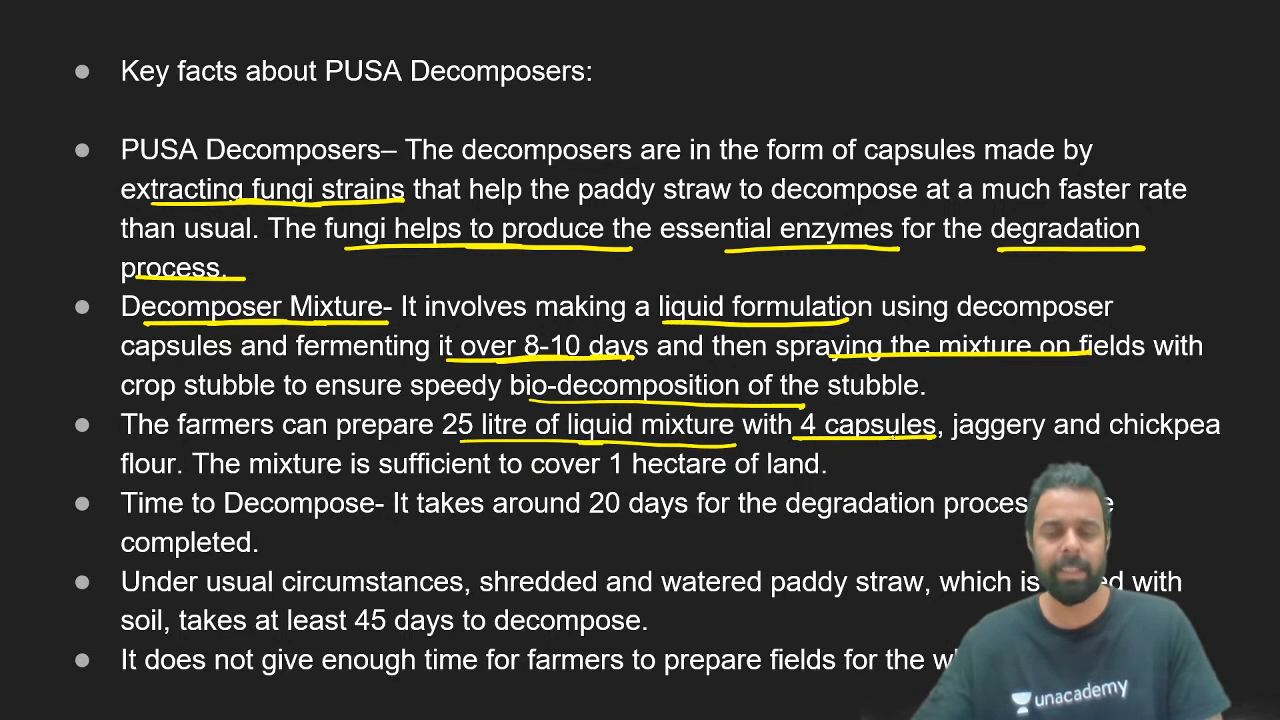 Key facts about PUSA Decomposers:
PUSA Decomposers– The decomposers are in the form of capsules made by
extracting fungi strains that help the paddy straw to decompose at a much faster rate
than usual. The fungi helps to produce the essential enzymes for the degradation
process.
Decomposer Mixture- It involves making a liquid formulation using decomposer
capsules and fermenting it over 8-10 days and then spraying the mixture on fields with
crop stubble to ensure speedy bio-decomposition of the stubble.
The farmers can prepare 25 litre of liquid mixture with 4 capsules, jaggery and chickpea
flour. The mixture is sufficient to cover 1 hectare of land.
Time to Decompose- It takes around 20 days for the degradation
completed.
Under usual circumstances, shredded and watered paddy straw, which is with
soil, takes at least 45 days to decompose.
It does not give enough time for farmers to prepare fields for the
unacademy